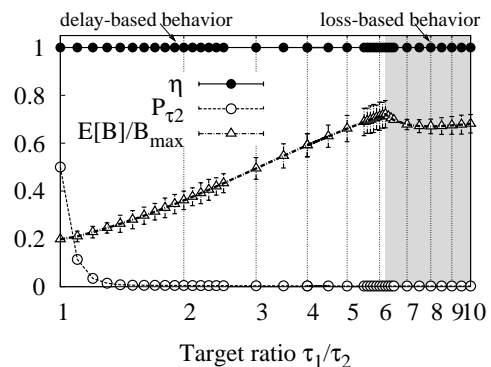 delay-based behavior loss-based behavior
1
η
0.8
P_τ2
E[B]/B_max
0.6
0.4
0.2
0
1 2 3 4 5 6 7 8 9 10
Target ratio τ₁/τ₂